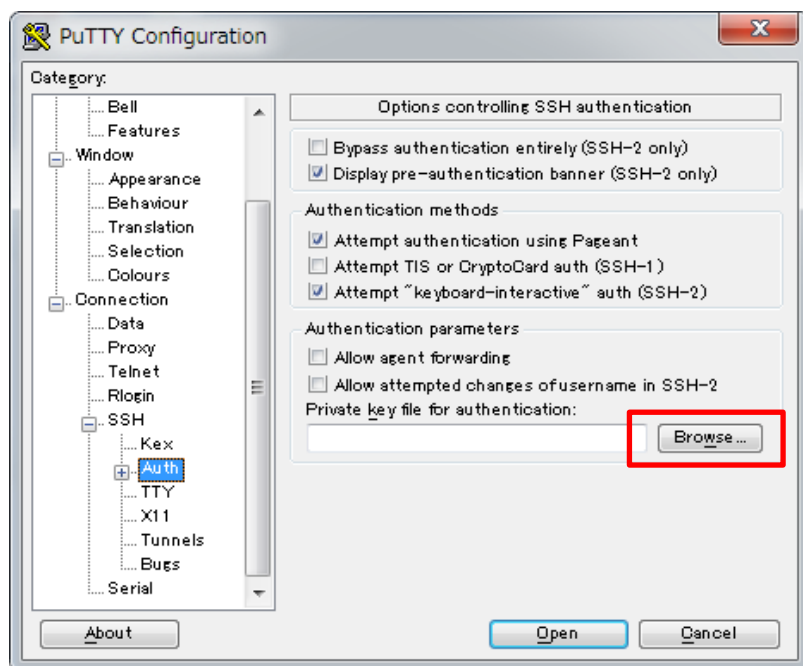 PuTTY Configuration
X
Category:
Bell
Features
Window
Appearance
Behaviour
Translation
Selection
Colours
Connection
Data
Proxy
Telnet
Rlogin
SSH
Kex
Auth
TTY
X11
Tunnels
Bugs
Serial
Options controlling SSH authentication
Bypass authentication entirely (SSH-2 only)
Display pre-authentication banner (SSH-2 only)
Authentication methods
Attempt authentication using Pageant
Attempt TIS or CryptoCard auth (SSH-1)
Attempt "keyboard-interactive" auth (SSH-2)
Authentication parameters
Allow agent forwarding
Allow attempted changes of username in SSH-2
Private key file for authentication:
Browse...
About
Open
Cancel